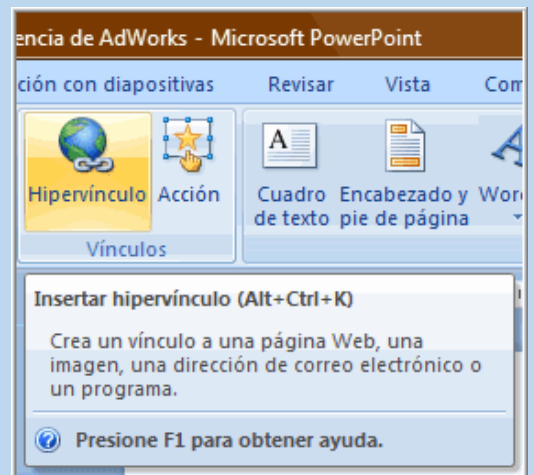 encia de AdWorks - Microsoft PowerPoint
ción con diapositivas Revisar Vista Com
Hipervínculo Acción Cuadro de texto Encabezado y pie de página Wor
Vínculos
Insertar hipervínculo (Alt+Ctrl+K)
Crea un vínculo a una página Web, una
imagen, una dirección de correo electrónico o
un programa.
Presione F1 para obtener ayuda.